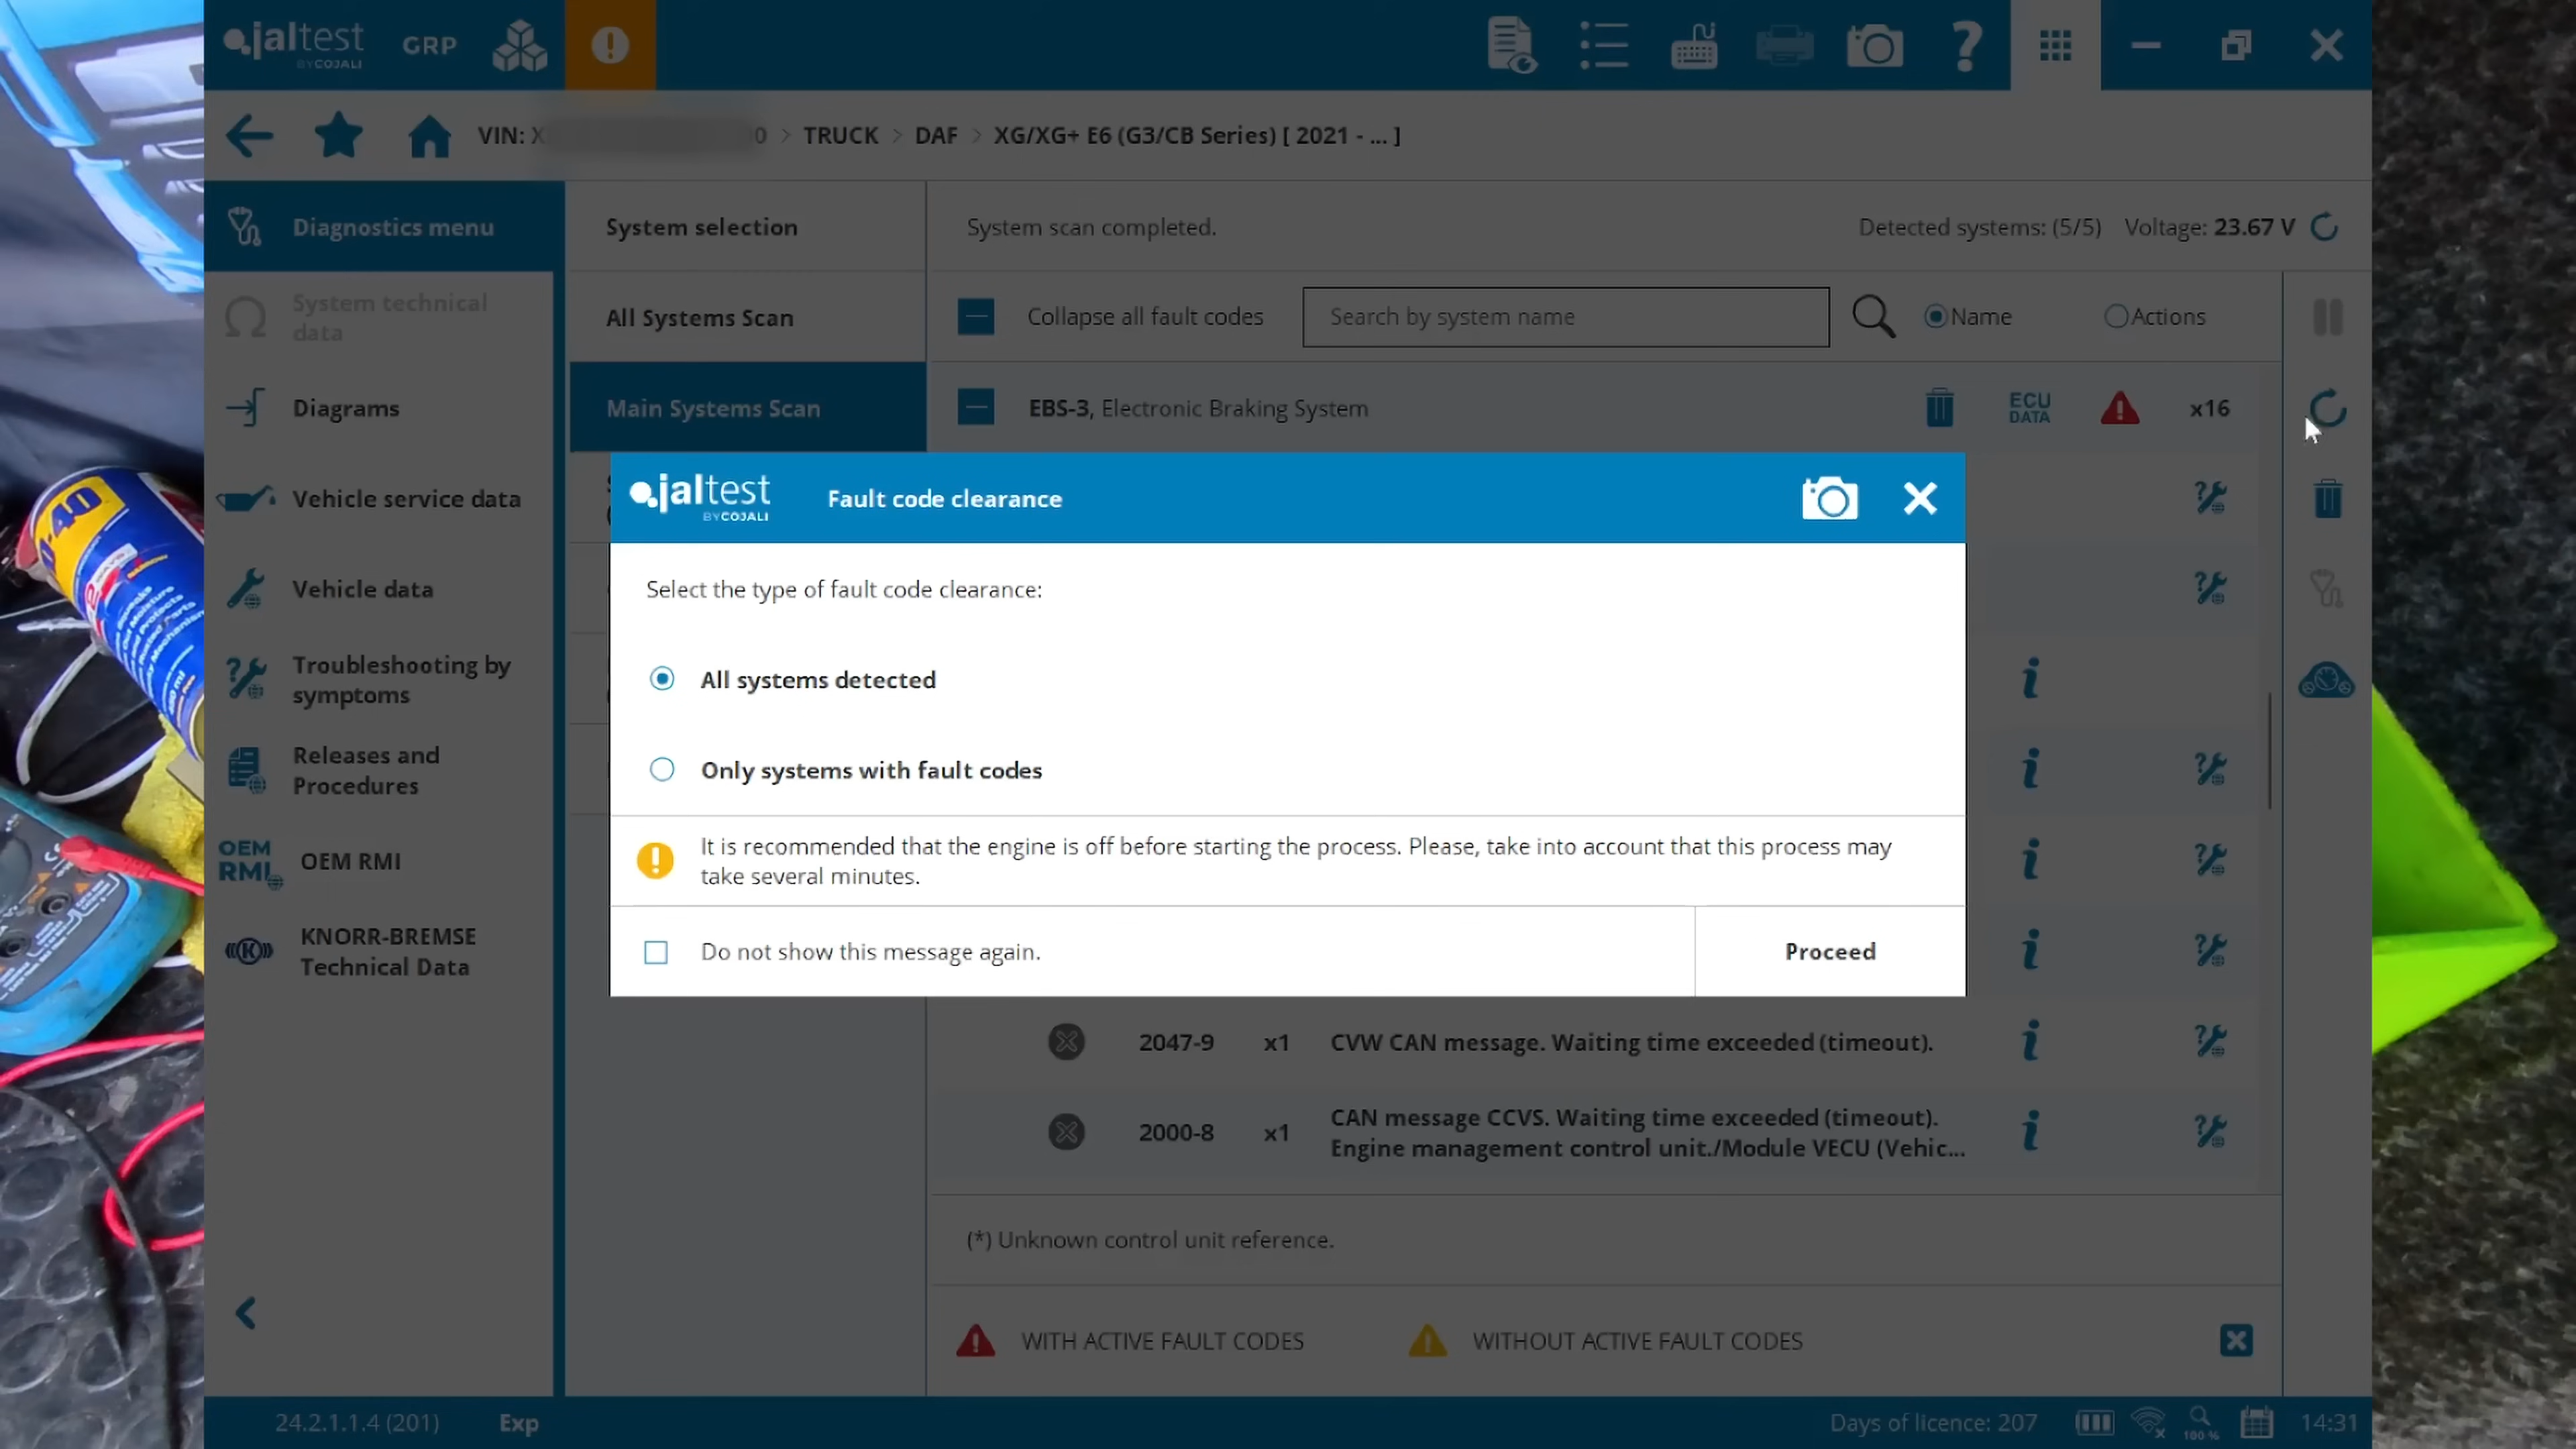 jaltest
BY COJALI
GRP
VIN: X 0 > TRUCK > DAF > XG/XG+ E6 (G3/CB Series) [ 2021 - ... ]
Diagnostics menu
System technical
data
Diagrams
Vehicle service data
Vehicle data
Troubleshooting by
symptoms
Releases and
Procedures
OEM
RMI
OEM RMI
KNORR-BREMSE
Technical Data
System selection
All Systems Scan
Main Systems Scan
System scan completed.
Detected systems: (5/5)
Voltage: 23.67 V
Collapse all fault codes
Search by system name
Name
Actions
EBS-3, Electronic Braking System
ECU
DATA
x16
jaltest
BY COJALI
Fault code clearance
Select the type of fault code clearance:
All systems detected
Only systems with fault codes
It is recommended that the engine is off before starting the process. Please, take into account that this process may
take several minutes.
Do not show this message again.
Proceed
2047-9 x1 CVW CAN message. Waiting time exceeded (timeout).
2000-8 x1 CAN message CCVS. Waiting time exceeded (timeout).
Engine management control unit./Module VECU (Vehic...
(*) Unknown control unit reference.
WITH ACTIVE FAULT CODES
WITHOUT ACTIVE FAULT CODES
24.2.1.1.4 (201)
Exp
Days of licence: 207
100 %
14:31